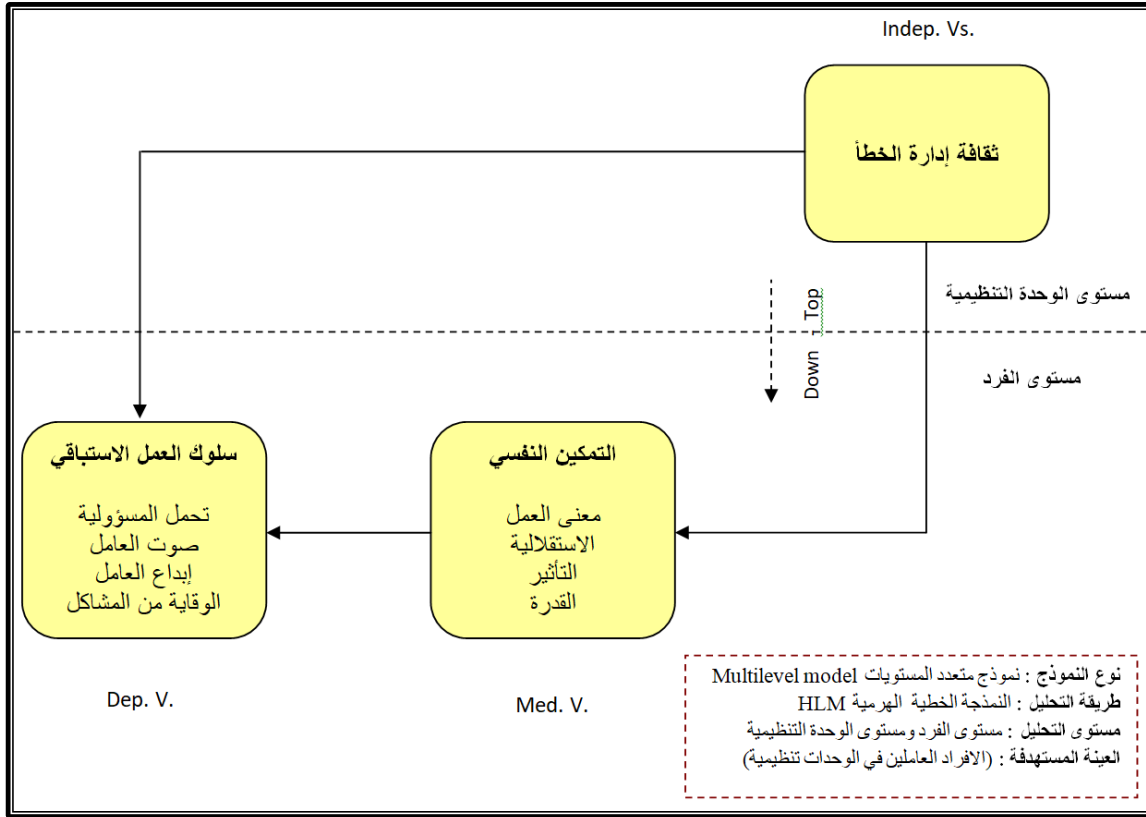 Indep. Vs.
ثقافة إدارة الخطأ
مستوى الوحدة التنظيمية
Down - Top
مستوى الفرد
سلوك العمل الاستباقي
تحمل المسؤولية
صوت العامل
إبداع العامل
الوقاية من المشاكل
التمكين النفسي
معنى العمل
الاستقلالية
التأثير
القدرة
Dep. V.
Med. V.
نوع النموذج : نموذج متعدد المستويات Multilevel model
طريقة التحليل : النمذجة الخطية الهرمية HLM
مستوى التحليل : مستوى الفرد ومستوى الوحدة التنظيمية
العينة المستهدفة : (الافراد العاملين في الوحدات تنظيمية)